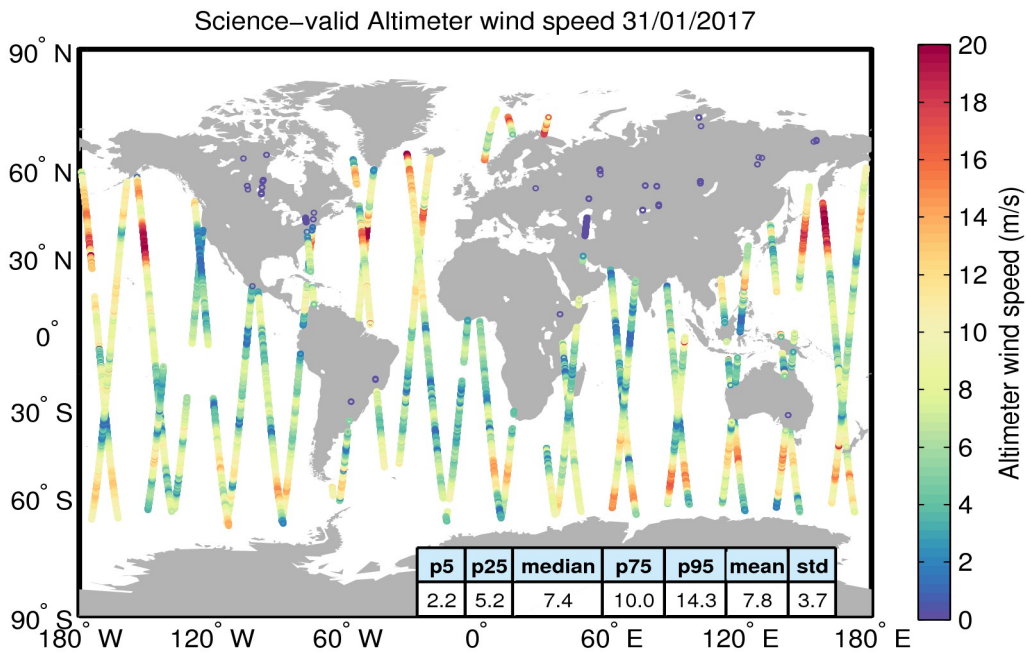 Science-valid Altimeter wind speed 31/01/2017
90° N
60° N
30° N
0°
30° S
60° S
90° S
180° W
120° W
60° W
0°
60° E
120° E
180° E
p5 p25 median p75 p95 mean std
2.2 5.2 7.4 10.0 14.3 7.8 3.7
20
18
16
14
12
10
8
6
4
2
0
Altimeter wind speed (m/s)